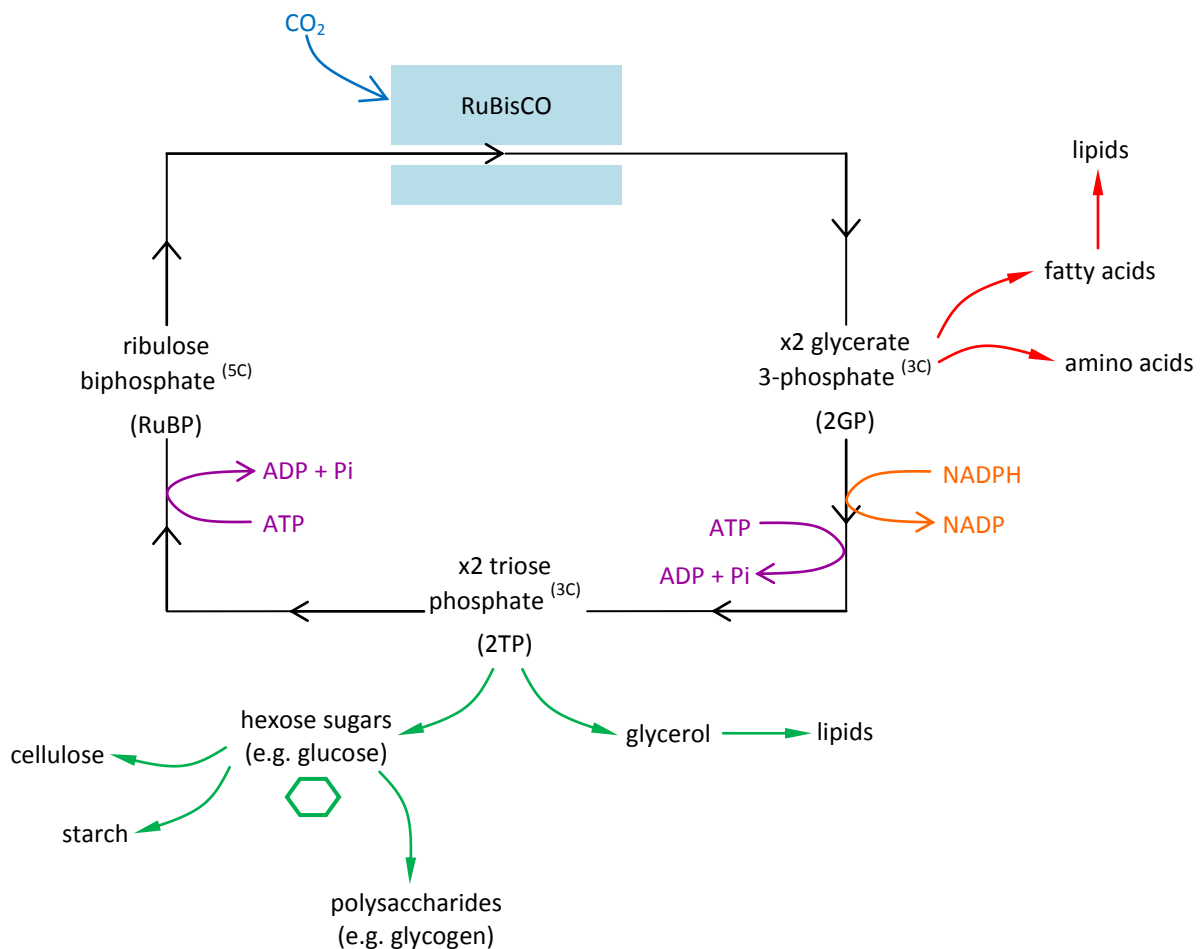 CO₂
RuBisCO
lipids
fatty acids
amino acids
x2 glycerate
3-phosphate (3C)
(2GP)
ribulose
biphosphate (5C)
(RuBP)
ADP + Pi
ATP
NADPH
NADP
ATP
ADP + Pi
x2 triose
phosphate (3C)
(2TP)
hexose sugars
(e.g. glucose)
glycerol
lipids
cellulose
starch
polysaccharides
(e.g. glycogen)